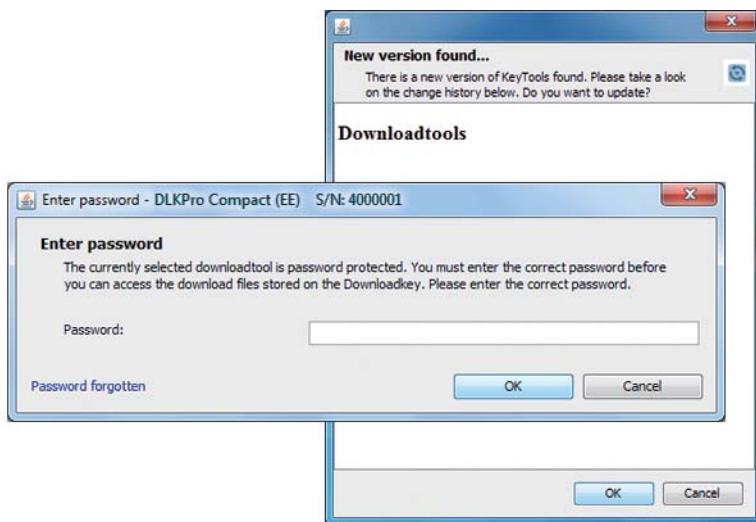 New version found...
There is a new version of KeyTools found. Please take a look
on the change history below. Do you want to update?
Downloadtools
Enter password - DLKPro Compact (EE) S/N: 4000001
Enter password
The currently selected downloadtool is password protected. You must enter the correct password before
you can access the download files stored on the Downloadkey. Please enter the correct password.
Password:
Password forgotten
OK
Cancel
OK
Cancel